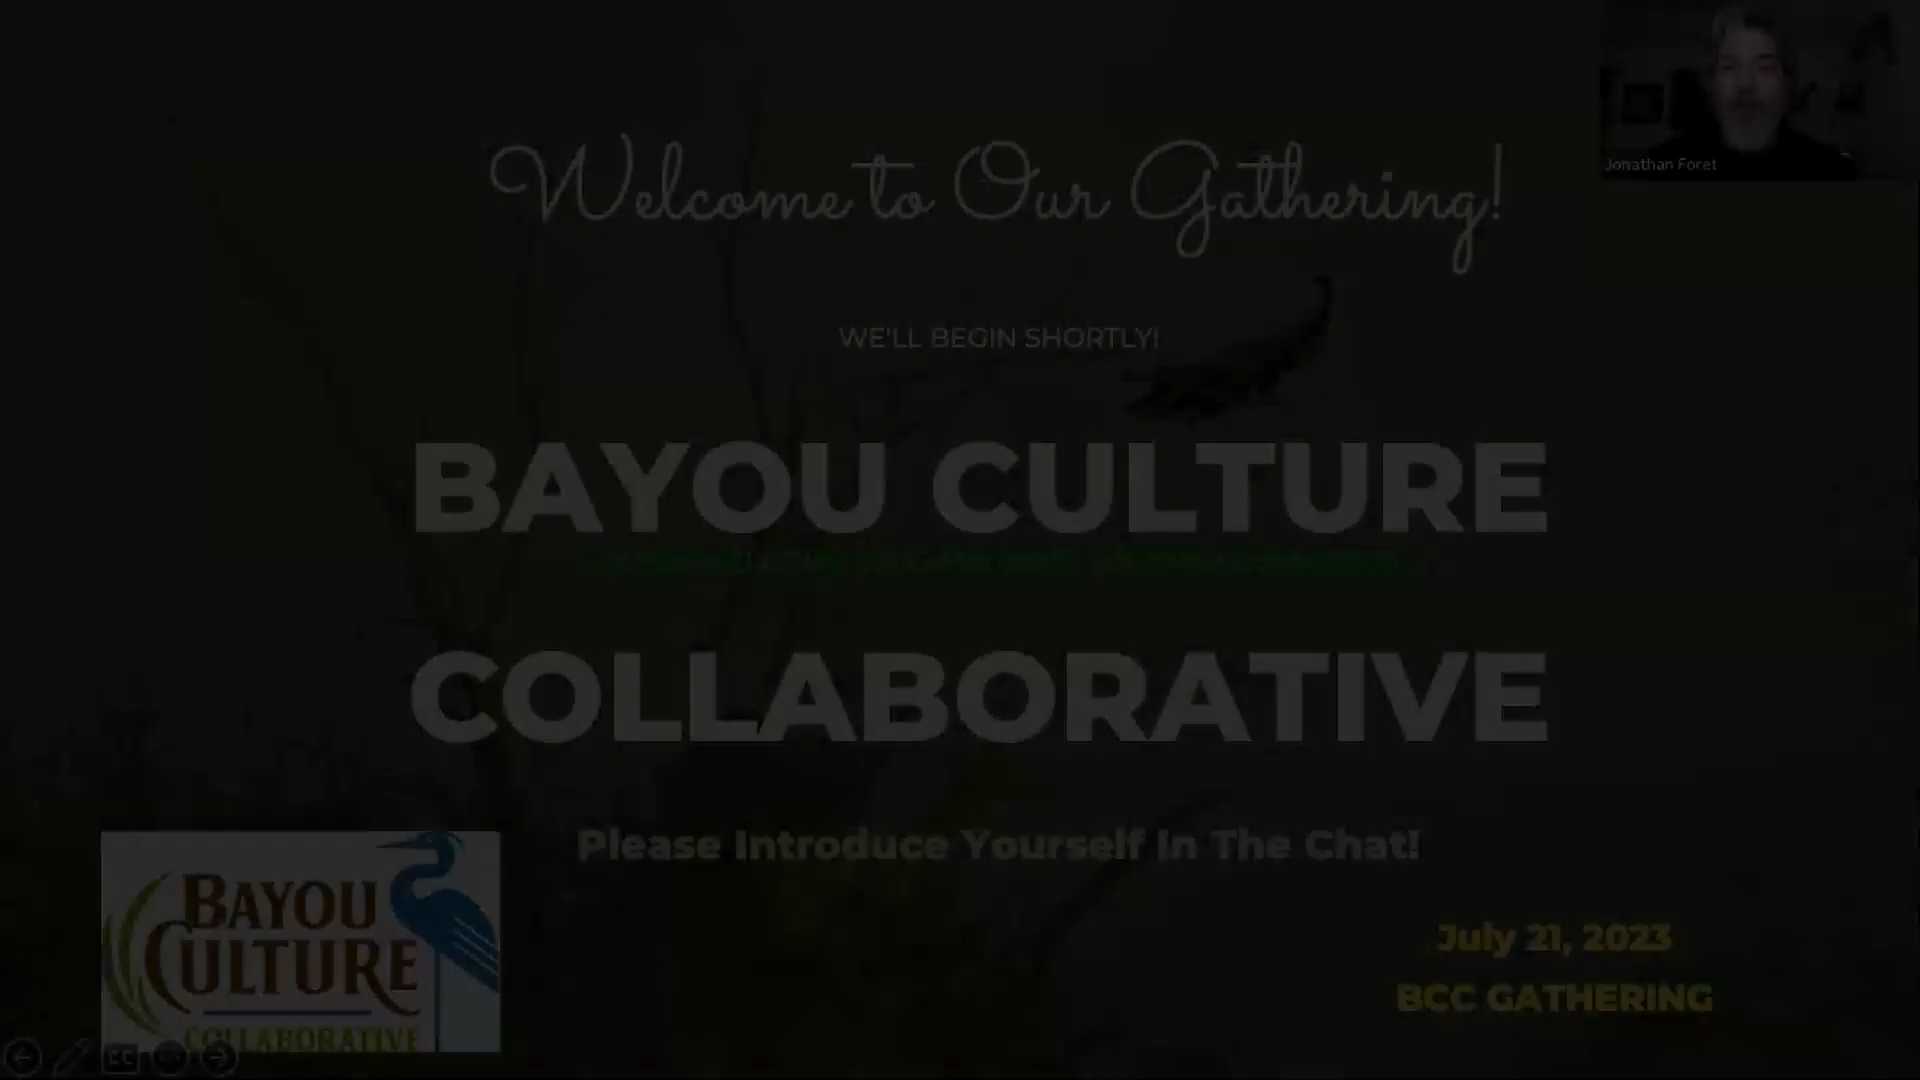 Welcome to Our Gathering!
Jonathan Foret
WE'LL BEGIN SHORTLY!
BAYOU CULTURE
COLLABORATIVE
Please Introduce Yourself In The Chat!
BAYOU
CULTURE
COLLABORATIVE
July 21, 2023
BCC GATHERING
CC